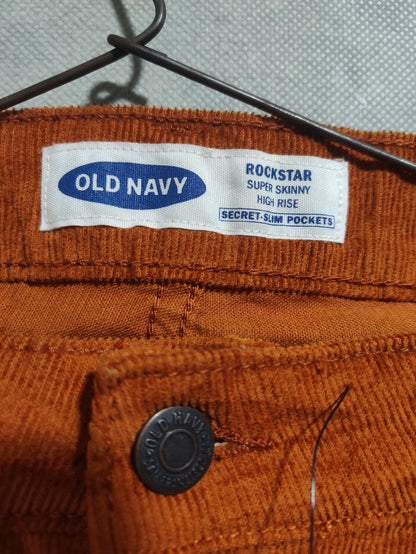 OLD NAVY
ROCKSTAR
SUPER SKINNY
HIGH RISE
SECRET-SLIM POCKETS
OLD NAVY